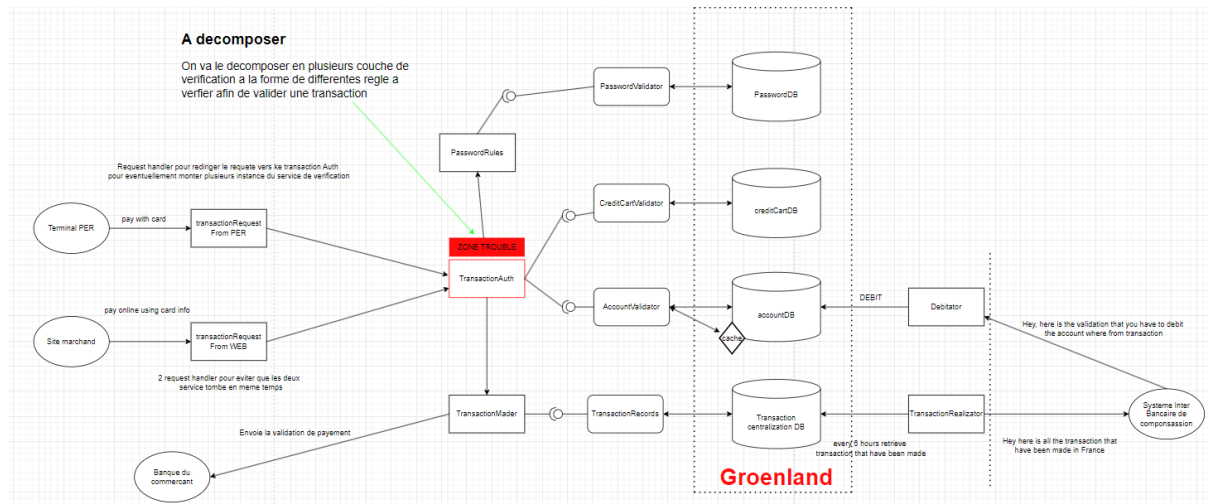 A decomposer
On va le decomposer en plusieurs couche de
verification a la forme de differentes regle a
verfier afin de valider une transaction
PasswordValidator
PasswordDB
PasswordRules
Request handler pour rediriger le requete vers ke transaction Auth
pour eventuellement monter plusieurs instance du service de verification
Terminal PER
pay with card
transactionRequest
From PER
CreditCartValidator
creditCartDB
ZONE TROUBLE
TransactionAuth
AccountValidator
accountDB
cache
DEBIT
Debitator
Hey, here is the validation that you have to debit
the account where from transaction
pay online using card info
Site marchand
transactionRequest
From WEB
2 request handler pour eviter que les deux
service tombe en meme temps
TransactionMader
TransactionRecords
Transaction
centralization DB
TransactionRealizator
Systeme Inter
Bancaire de
componsassion
every 8 hours retrieve
transaction that have been made
Hey here is all the transaction that
have been made in France
Envoie la validation de payement
Banque du
commercant
Groenland